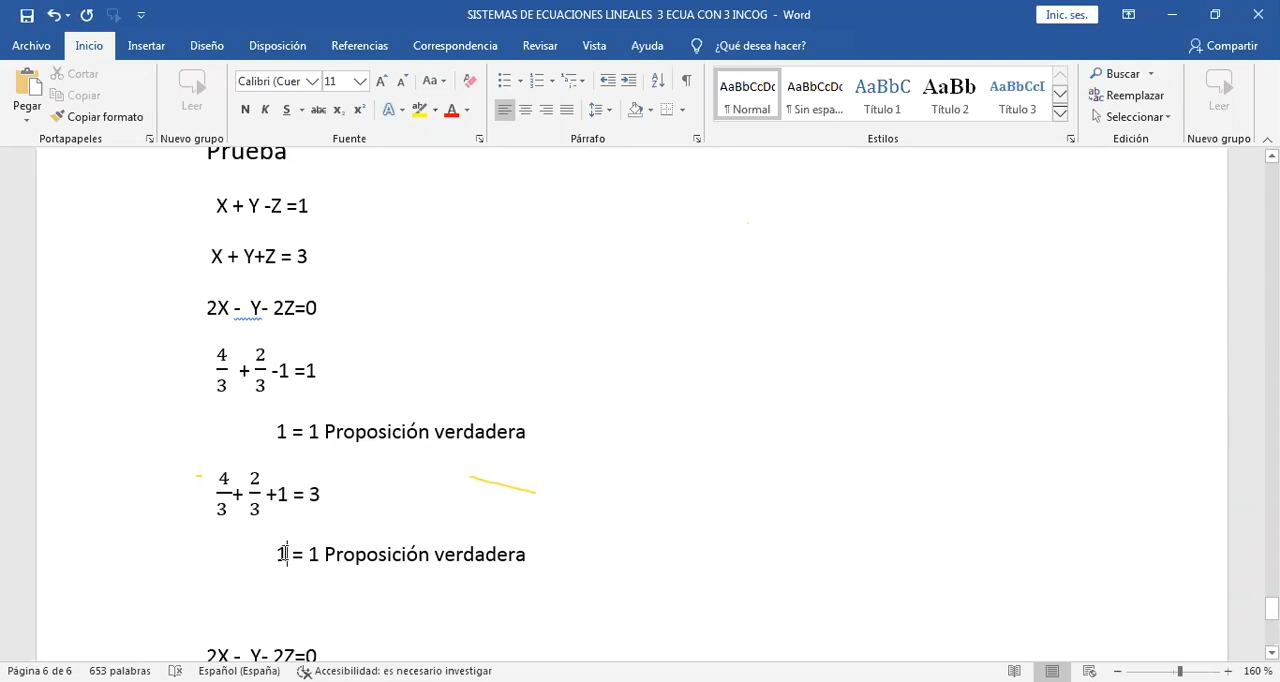 SISTEMAS DE ECUACIONES LINEALES 3 ECUA CON 3 INCOG - Word
Inic. ses.
Archivo Inicio Insertar Diseño Disposición Referencias Correspondencia Revisar Vista Ayuda ¿Qué desea hacer? Compartir
Pegar
Cortar
Copiar
Copiar formato
Portapapeles
Leer
Nuevo grupo
Calibri (Cuer 11
Aa
N K S abc x₂ x² A A
Fuente
Párrafo
AaBbCcDc AaBbCcDc AaBbC AaBbC AaBbCcI
¶ Normal ¶ Sin espa... Título 1 Título 2 Título 3
Estilos
Buscar
Reemplazar
Seleccionar
Edición
Leer
Nuevo grupo
Prueba
X + Y -Z =1
X + Y+Z = 3
2X - Y- 2Z=0
4/3 + 2/3 -1 =1
1 = 1 Proposición verdadera
4/3+ 2/3 +1 = 3
1 = 1 Proposición verdadera
2X - Y- 2Z=0
Página 6 de 6 653 palabras Español (España) Accesibilidad: es necesario investigar 160 %